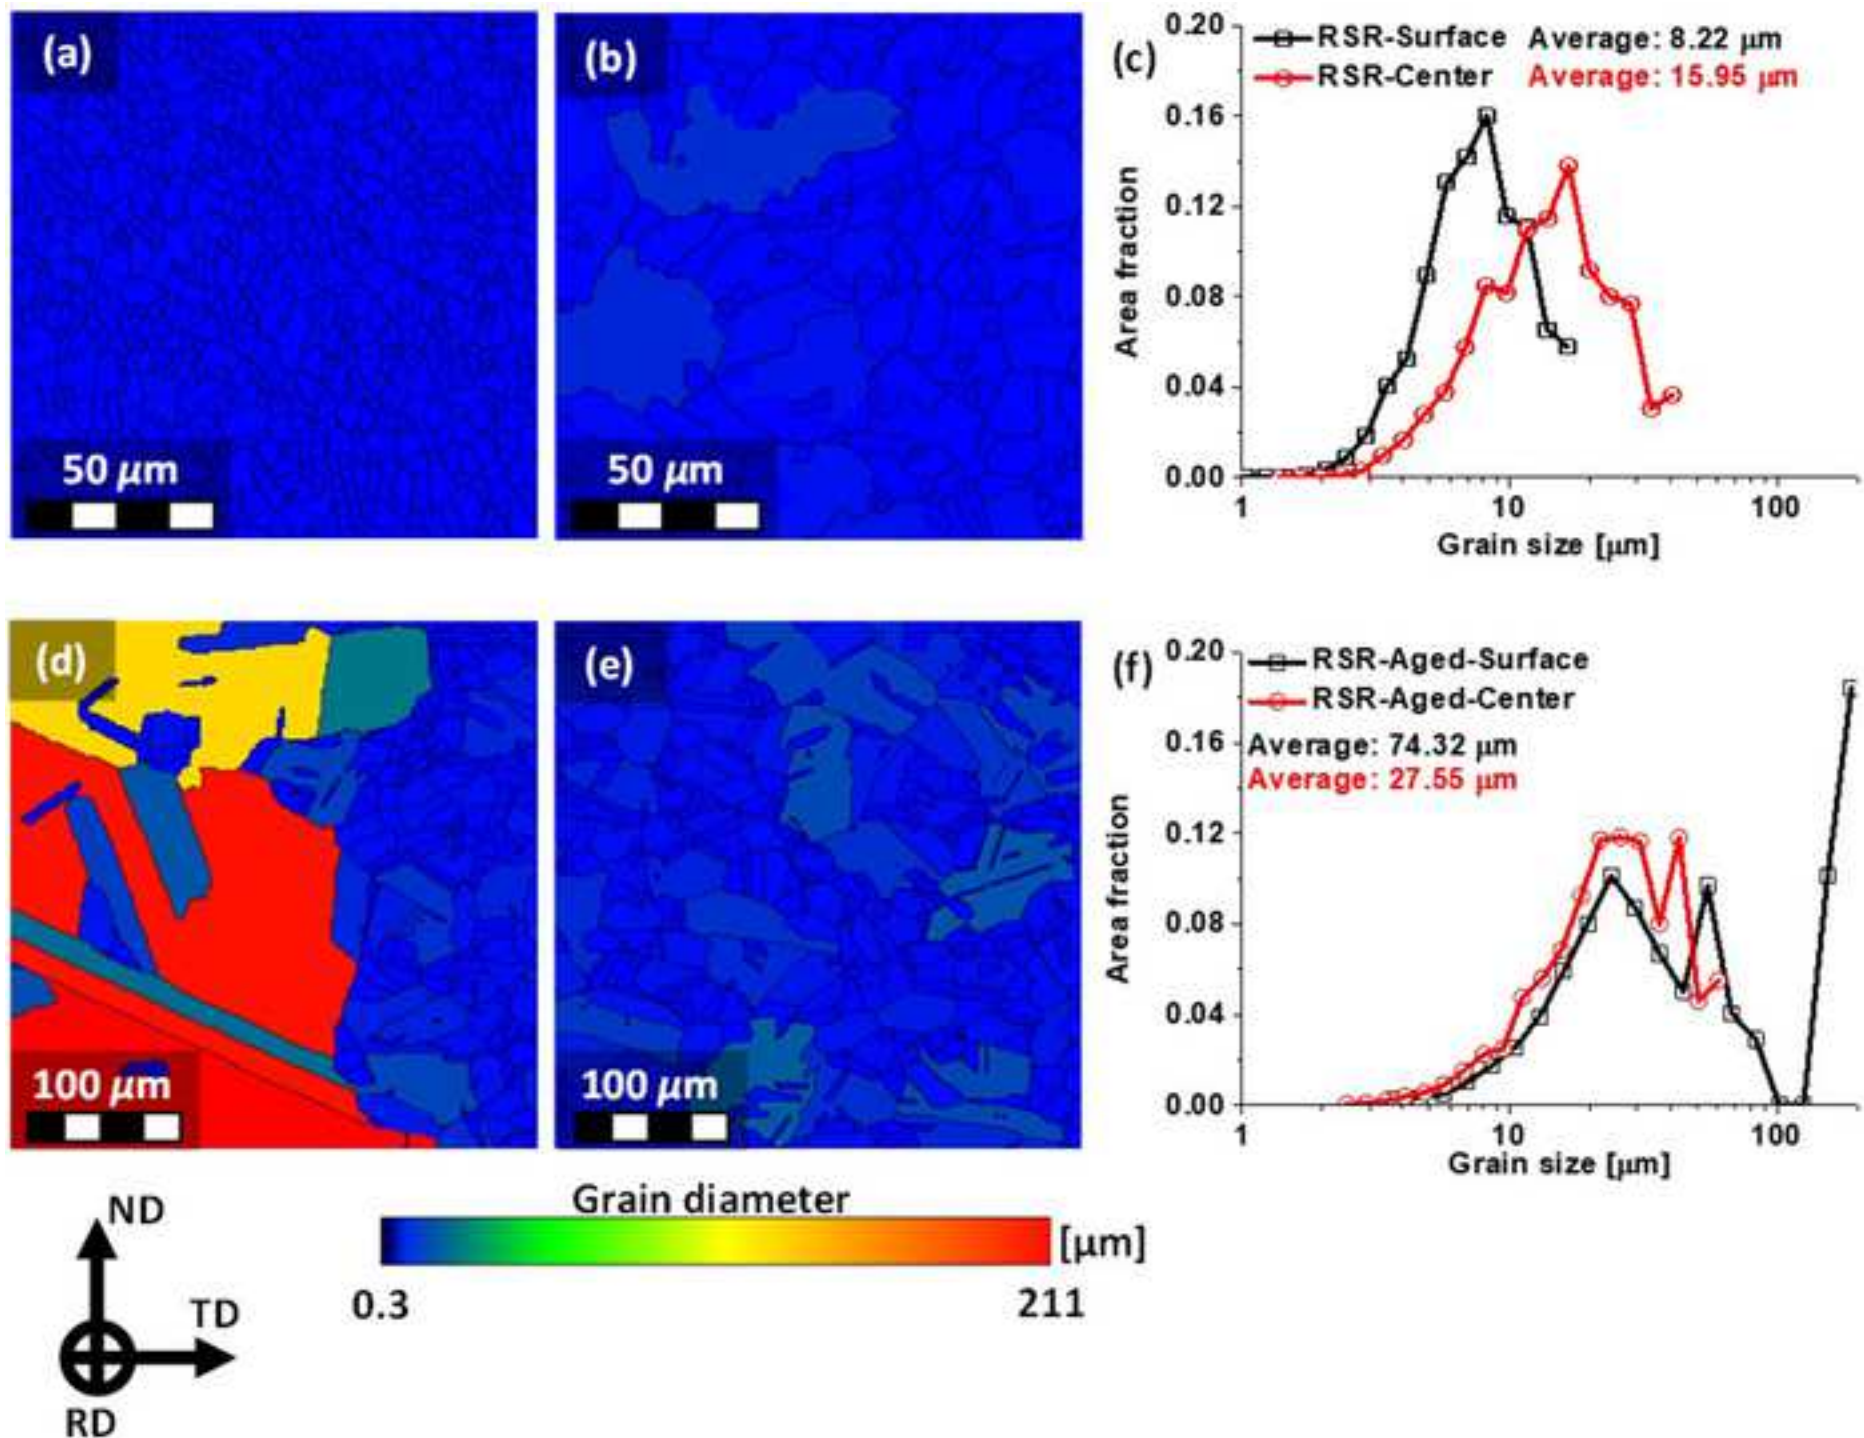 (a)
50 μm
(b)
50 μm
(c)
RSR-Surface Average: 8.22 μm
RSR-Center Average: 15.95 μm
0.20
0.16
0.12
0.08
0.04
0.00
Area fraction
1 10 100
Grain size [μm]
(d)
100 μm
(e)
100 μm
(f)
RSR-Aged-Surface
RSR-Aged-Center
Average: 74.32 μm
Average: 27.55 μm
0.20
0.16
0.12
0.08
0.04
0.00
Area fraction
1 10 100
Grain size [μm]
ND
TD
RD
Grain diameter
[μm]
0.3 211